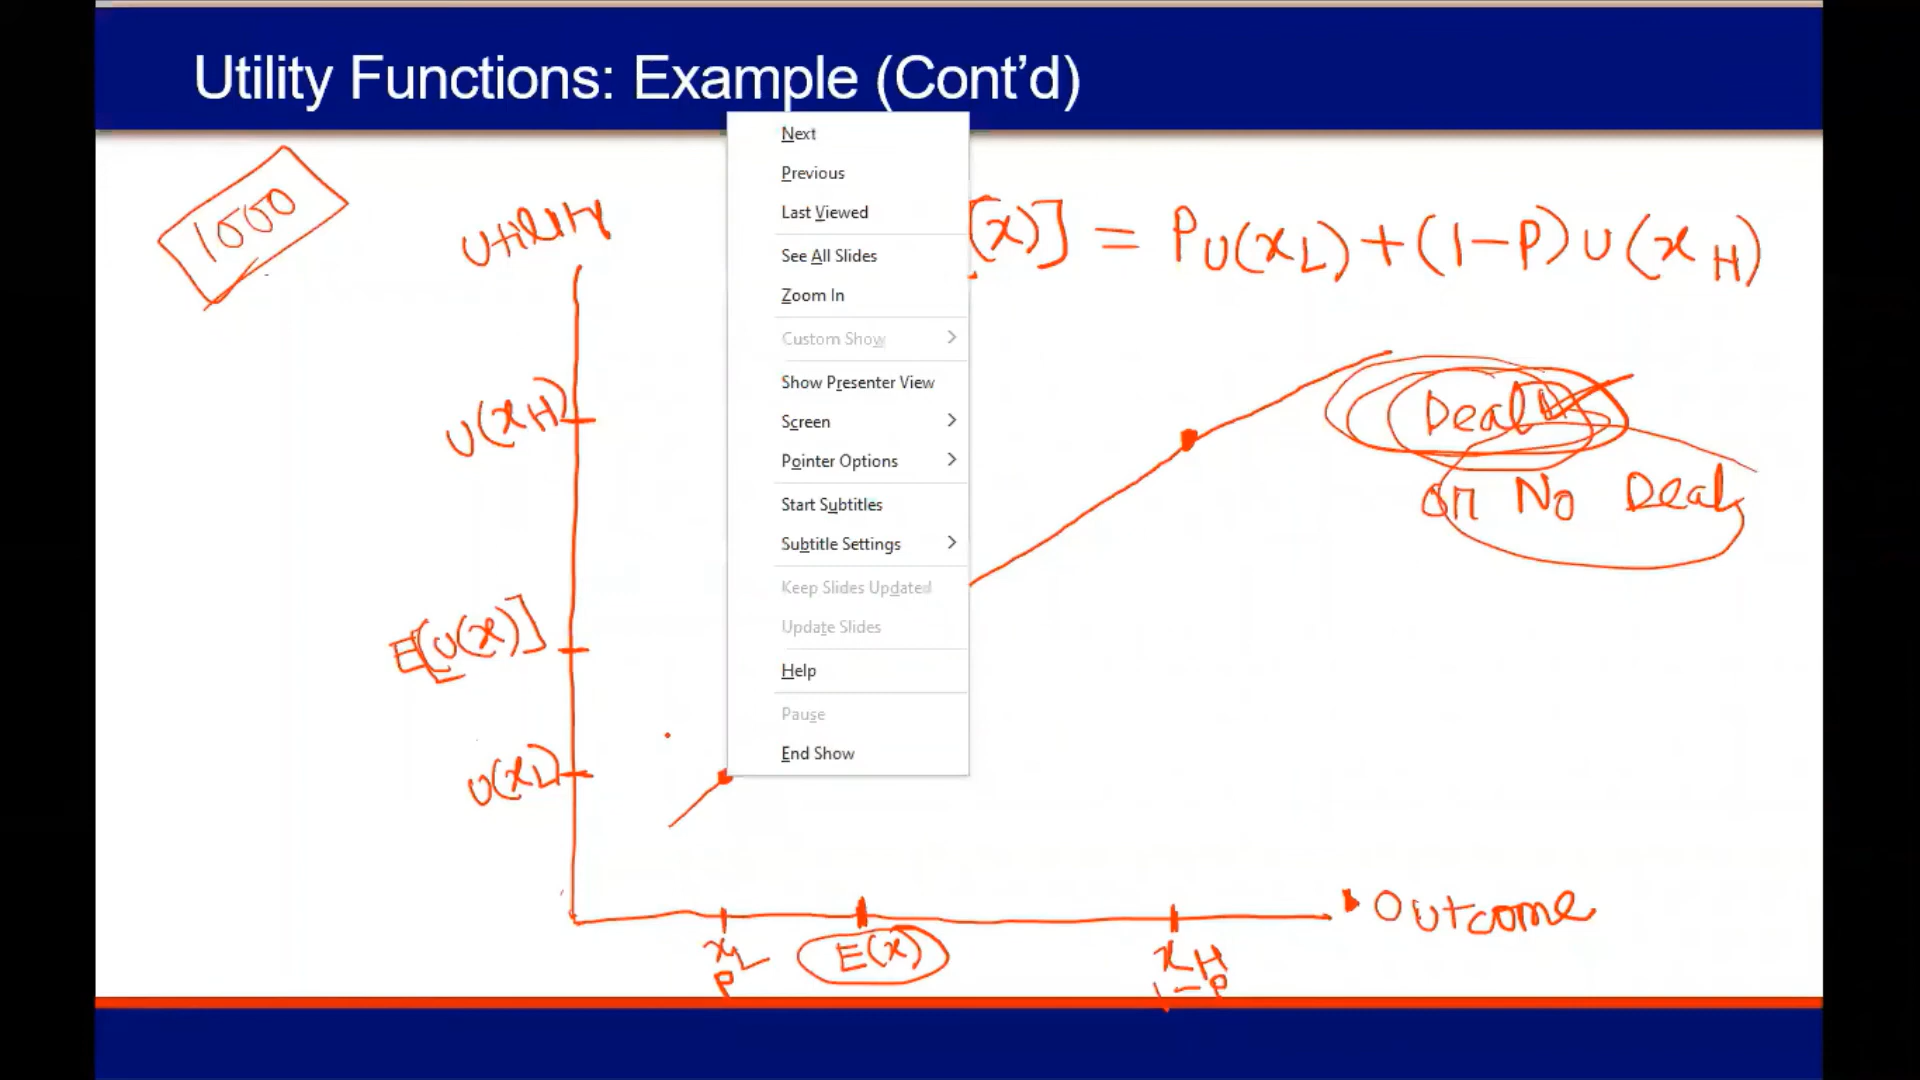 Utility Functions: Example (Cont'd)
1000
Utility
(x)] = P U(xL) + (1-P) U(xH)
Next
Previous
Last Viewed
See All Slides
Zoom In
Custom Show
Show Presenter View
Screen
Pointer Options
Start Subtitles
Subtitle Settings
Keep Slides Updated
Update Slides
Help
Pause
End Show
U(xH)
E[U(x)]
U(xL)
Deal
or No Deal
Outcome
xL
P
E(x)
xH
1-P